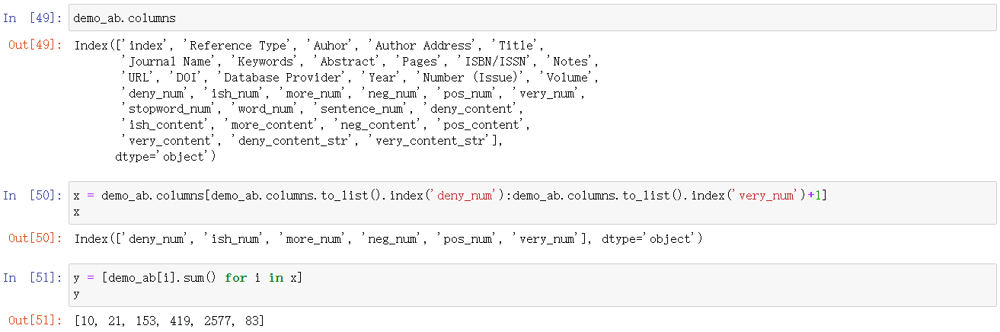 In [49]: demo_ab.columns
Out[49]: Index(['index', 'Reference Type', 'Auhor', 'Author Address', 'Title',
'Journal Name', 'Keywords', 'Abstract', 'Pages', 'ISBN/ISSN', 'Notes',
'URL', 'DOI', 'Database Provider', 'Year', 'Number (Issue)', 'Volume',
'deny_num', 'ish_num', 'more_num', 'neg_num', 'pos_num', 'very_num',
'stopword_num', 'word_num', 'sentence_num', 'deny_content',
'ish_content', 'more_content', 'neg_content', 'pos_content',
'very_content', 'deny_content_str', 'very_content_str'],
dtype='object')
In [50]: x = demo_ab.columns[demo_ab.columns.to_list().index('deny_num'):demo_ab.columns.to_list().index('very_num')+1]
x
Out[50]: Index(['deny_num', 'ish_num', 'more_num', 'neg_num', 'pos_num', 'very_num'], dtype='object')
In [51]: y = [demo_ab[i].sum() for i in x]
y
Out[51]: [10, 21, 153, 419, 2577, 83]